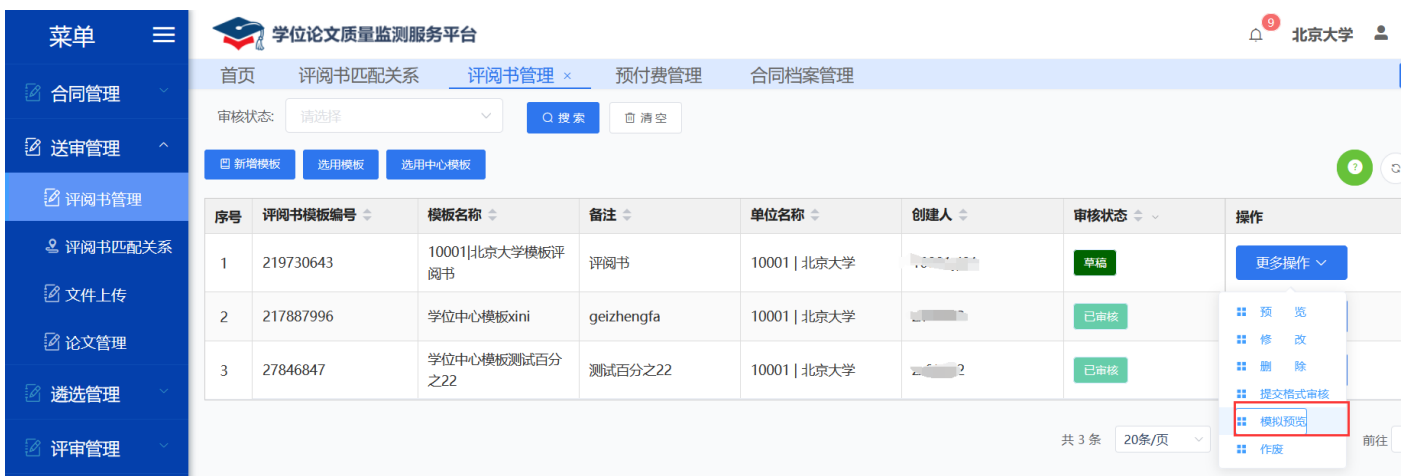 菜单
学位论文质量监测服务平台
9
北京大学
首页 评阅书匹配关系 评阅书管理 × 预付费管理 合同档案管理
合同管理
审核状态: 请选择 搜索 清空
送审管理
新增模板 选用模板 选用中心模板
评阅书管理
序号 评阅书模板编号 模板名称 备注 单位名称 创建人 审核状态 操作
评阅书匹配关系
1 219730643 10001|北京大学模板评
阅书 评阅书 10001 | 北京大学 草稿 更多操作
文件上传
2 217887996 学位中心模板xini geizhengfa 10001 | 北京大学 已审核
预 览
论文管理
修 改
3 27846847 学位中心模板测试百分
之22 测试百分之22 10001 | 北京大学 已审核
删 除
遴选管理
提交格式审核
模拟预览
共 3 条 20条/页 前往
评审管理
作废